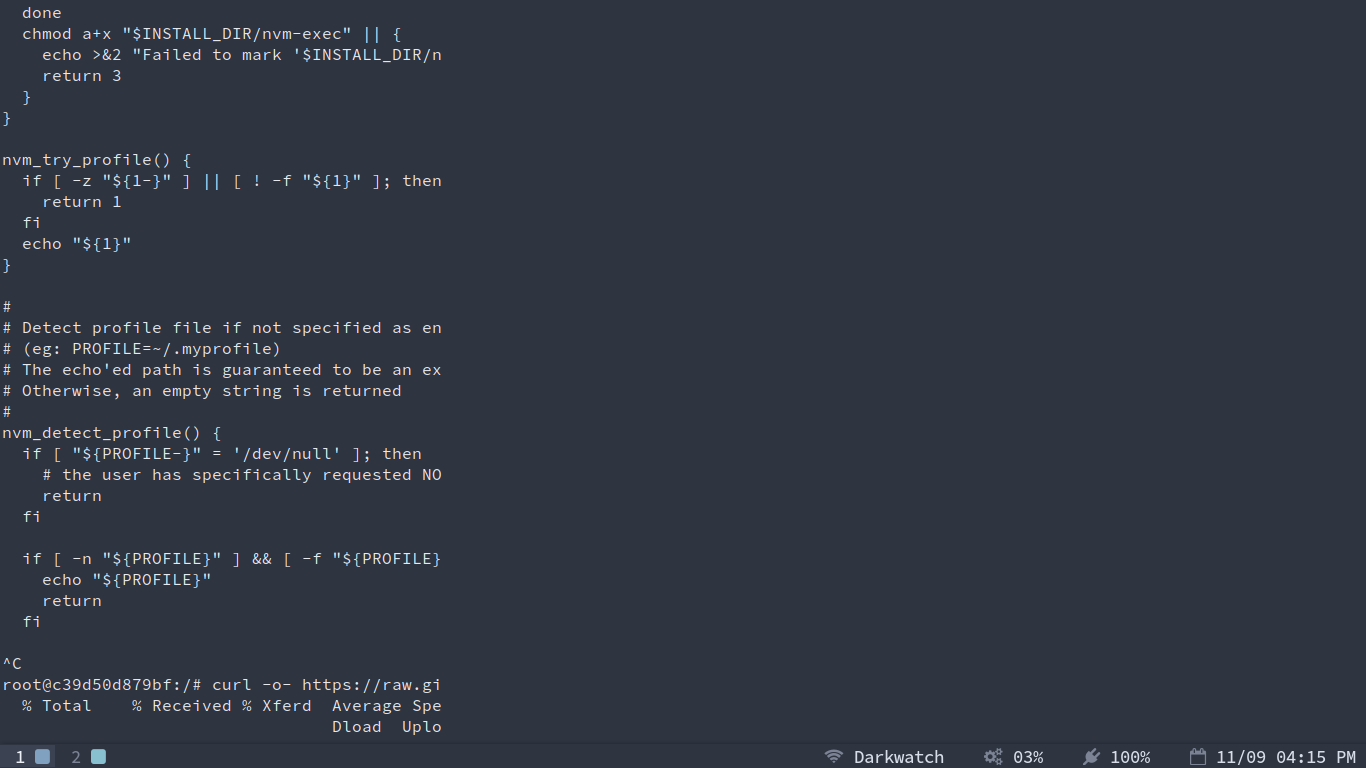 done
  chmod a+x "$INSTALL_DIR/nvm-exec" || {
    echo >&2 "Failed to mark '$INSTALL_DIR/n
    return 3
  }
}

nvm_try_profile() {
  if [ -z "${1-}" ] || [ ! -f "${1}" ]; then
    return 1
  fi
  echo "${1}"
}

#
# Detect profile file if not specified as en
# (eg: PROFILE=~/.myprofile)
# The echo'ed path is guaranteed to be an ex
# Otherwise, an empty string is returned
#
nvm_detect_profile() {
  if [ "${PROFILE-}" = '/dev/null' ]; then
    # the user has specifically requested NO
    return
  fi

  if [ -n "${PROFILE}" ] && [ -f "${PROFILE}
    echo "${PROFILE}"
    return
  fi

^C
root@c39d50d879bf:/# curl -o- https://raw.gi
  % Total    % Received % Xferd  Average Spe
                                 Dload  Uplo
1 2 Darkwatch 03% 100% 11/09 04:15 PM